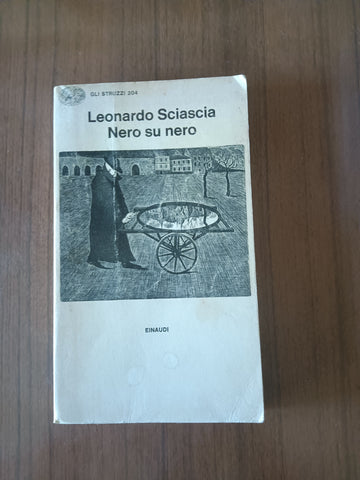 GLI STRUZZI 204
Leonardo Sciascia
Nero su nero
EINAUDI